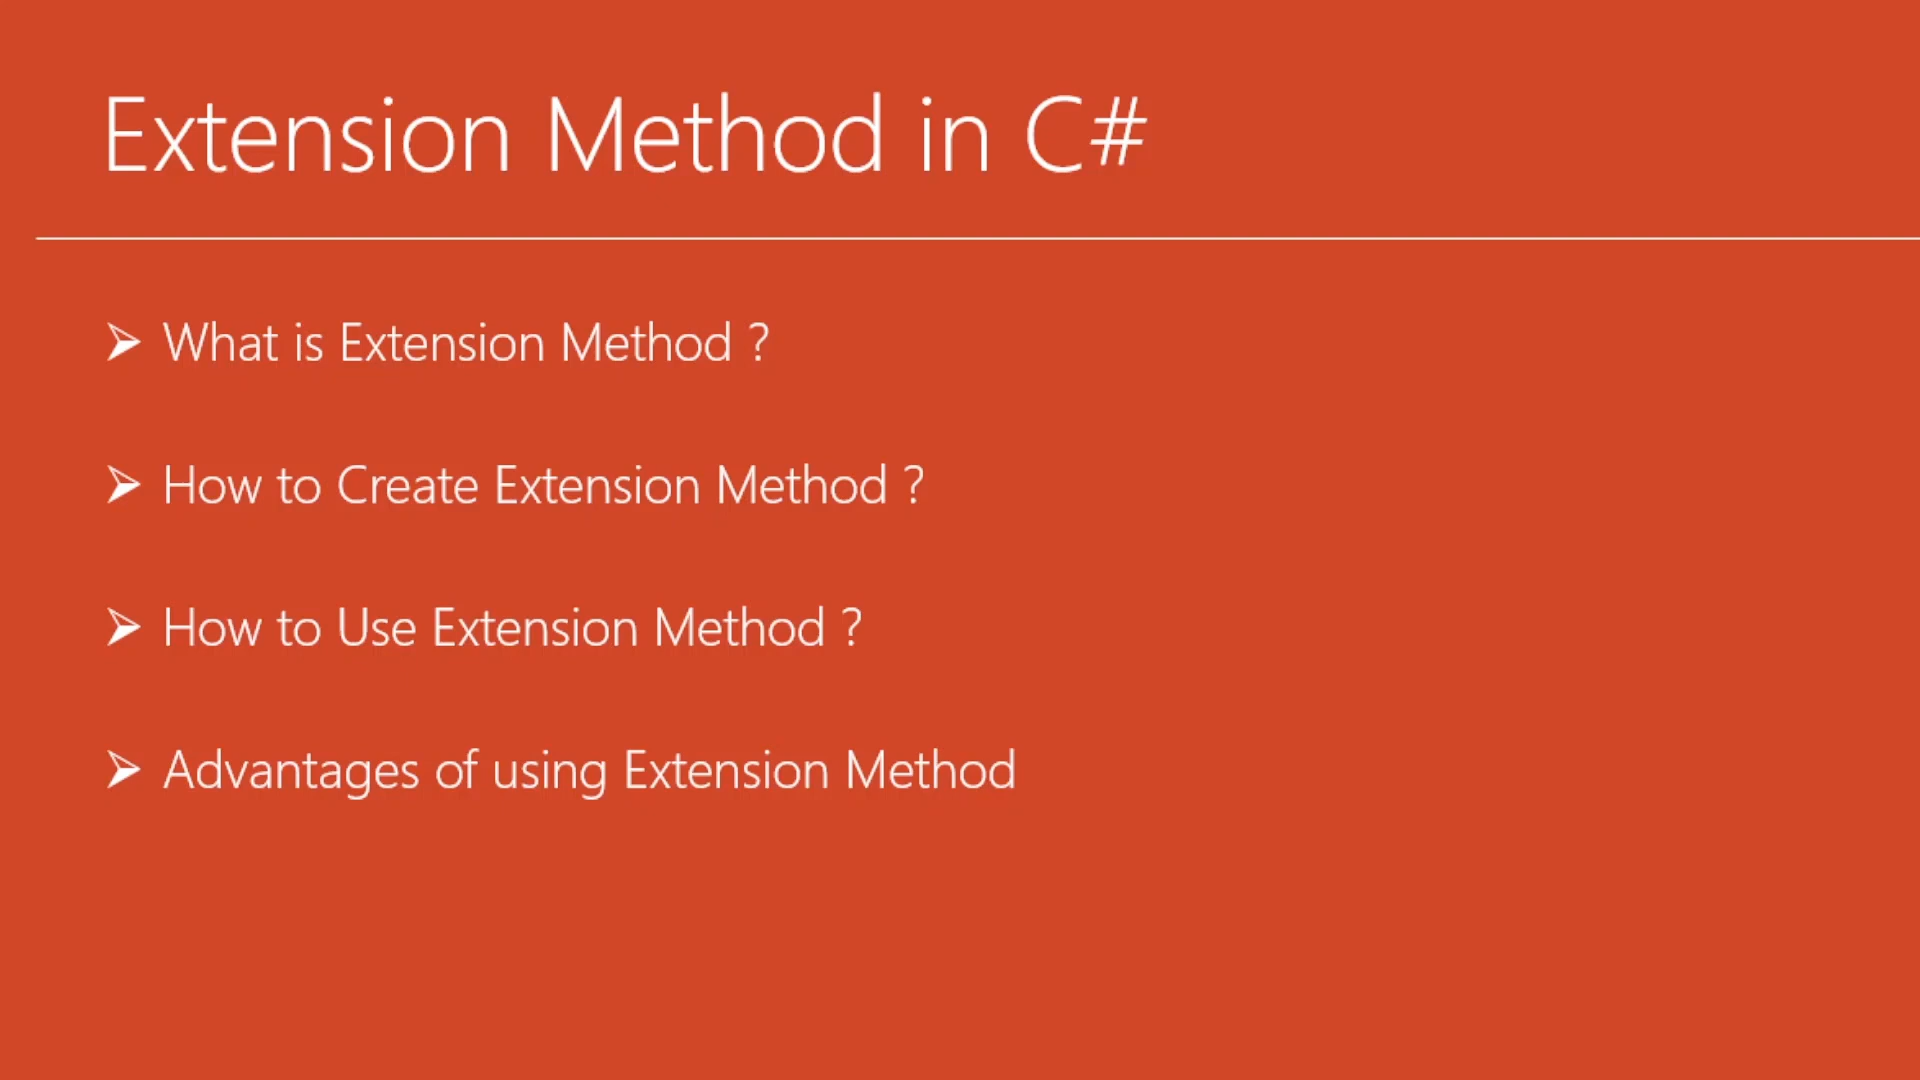 Extension Method in C#
What is Extension Method ?
How to Create Extension Method ?
How to Use Extension Method ?
Advantages of using Extension Method